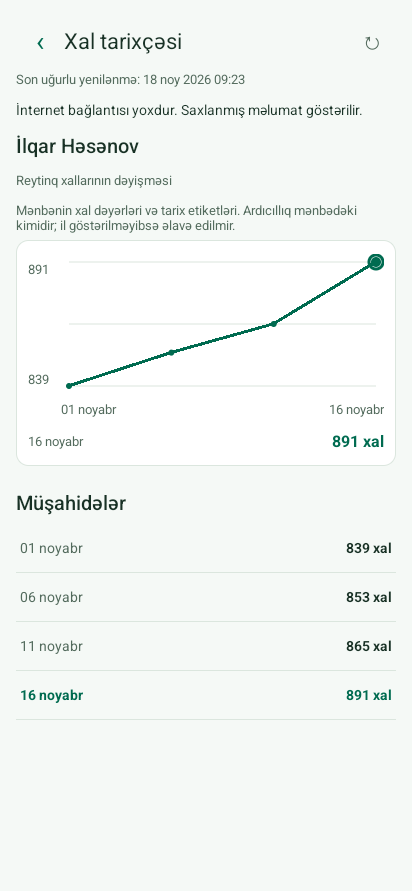 Xal tarixçəsi
Son uğurlu yenilənmə: 18 noy 2026 09:23
İnternet bağlantısı yoxdur. Saxlanmış məlumat göstərilir.
İlqar Həsənov
Reytinq xallarının dəyişməsi
Mənbənin xal dəyərləri və tarix etiketləri. Ardıcıllıq mənbədəki
kimidir; il göstərilməyibsə əlavə edilmir.
891
839
01 noyabr 16 noyabr
16 noyabr 891 xal
Müşahidələr
01 noyabr 839 xal
06 noyabr 853 xal
11 noyabr 865 xal
16 noyabr 891 xal